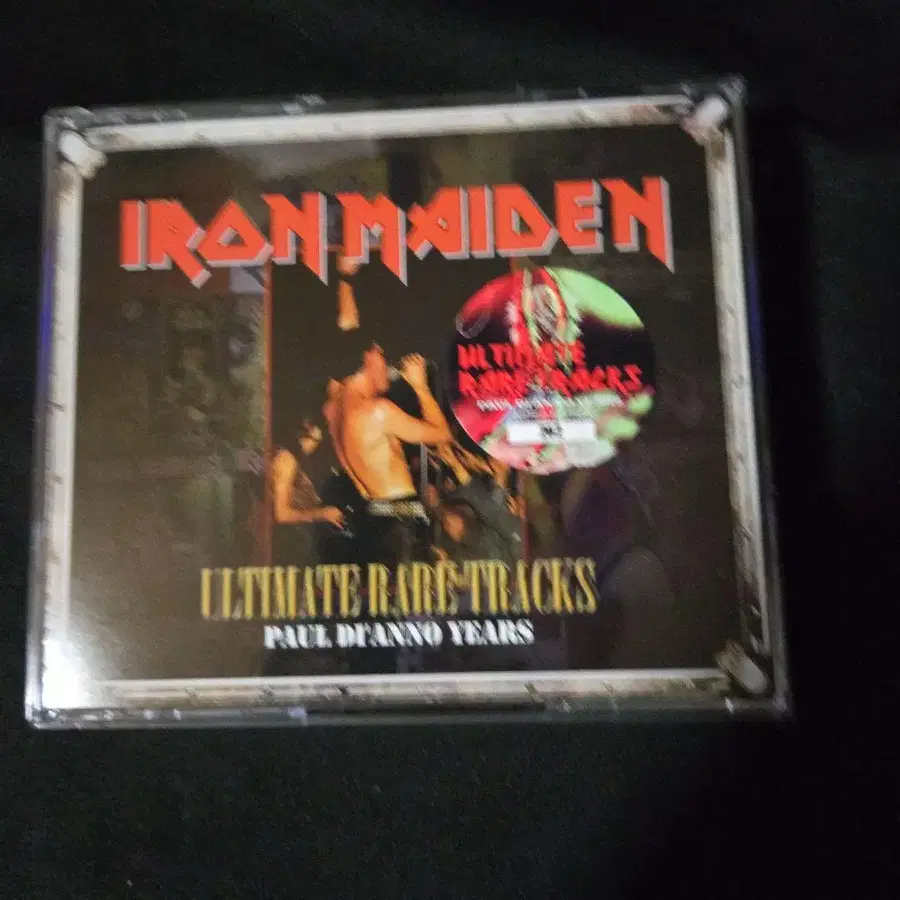 IRON MAIDEN
ULTIMATE
RARE TRACKS
ULTIMATE RARE TRACKS
PAUL DI'ANNO YEARS